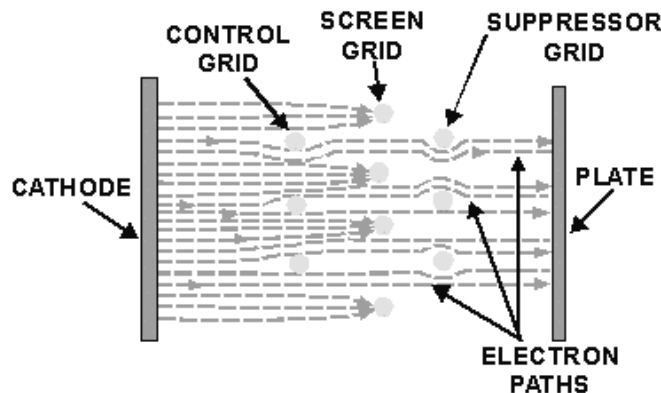 CONTROL
GRID
SCREEN
GRID
SUPPRESSOR
GRID
CATHODE
PLATE
ELECTRON
PATHS